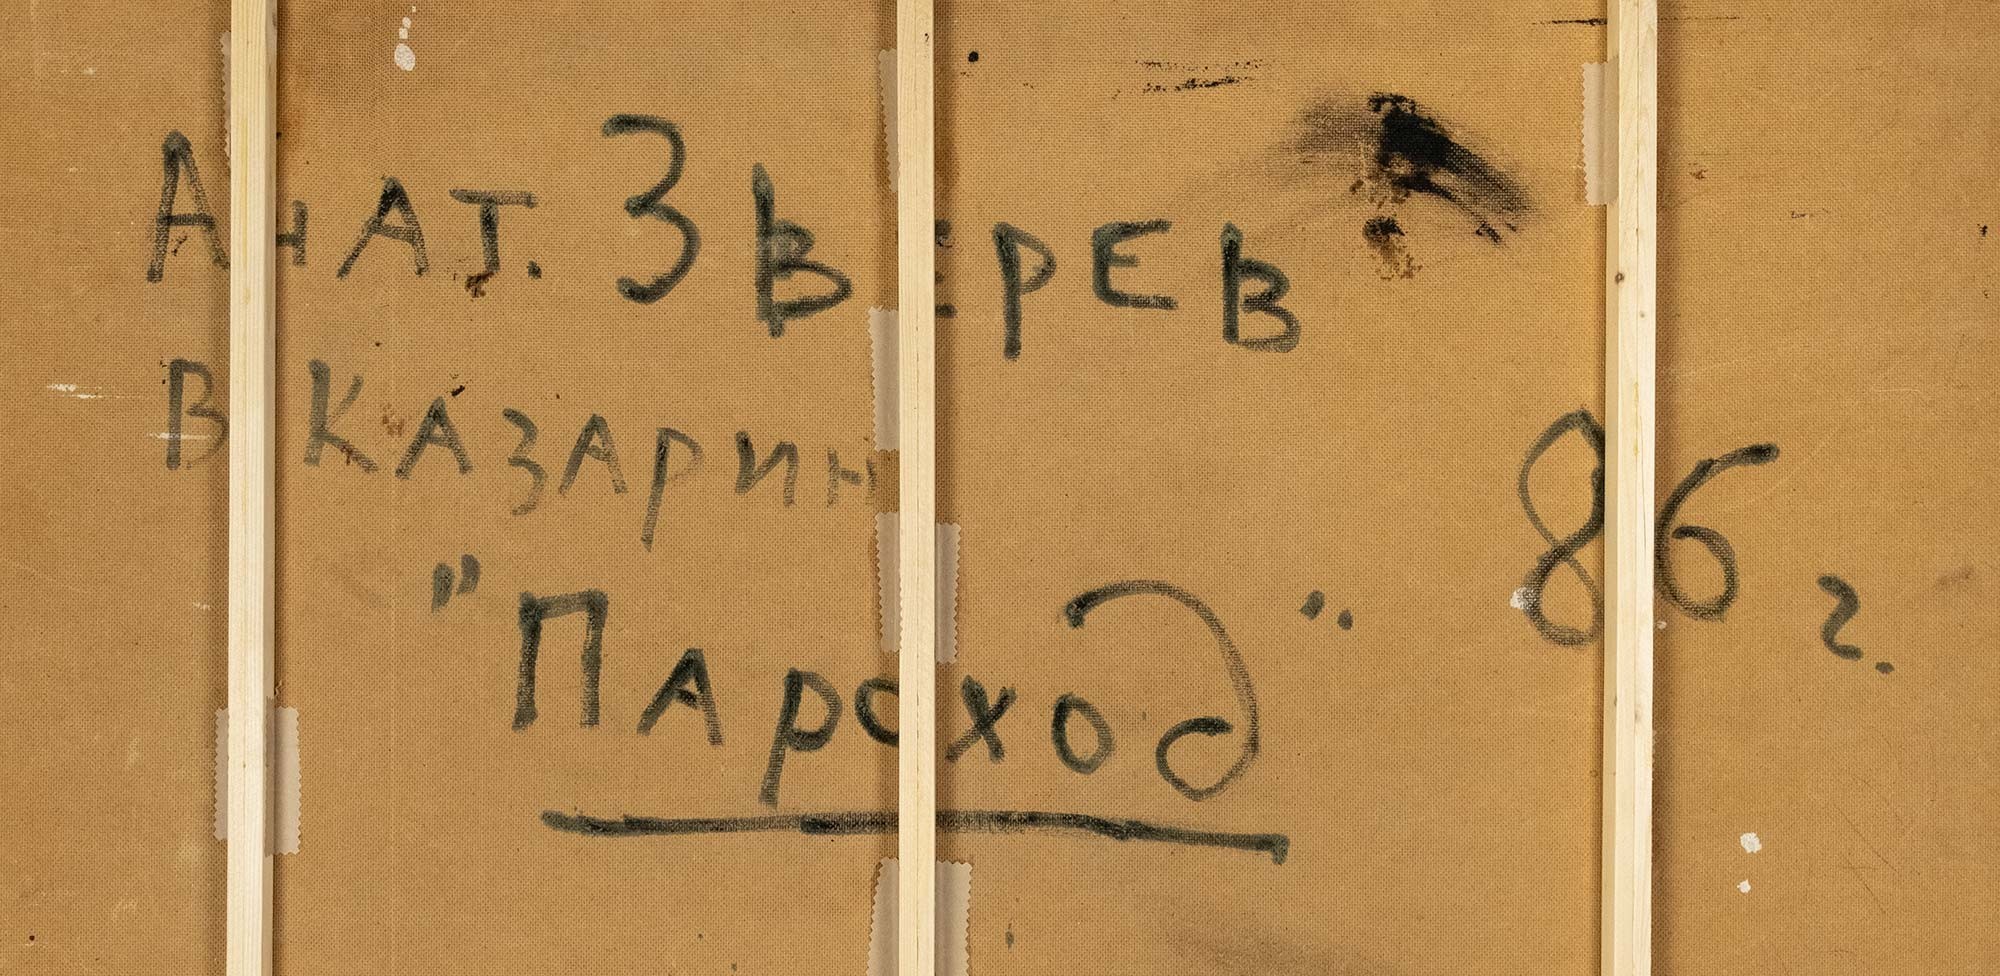 Анат. Зверев
В Казарин
"Пароход" 86 г.